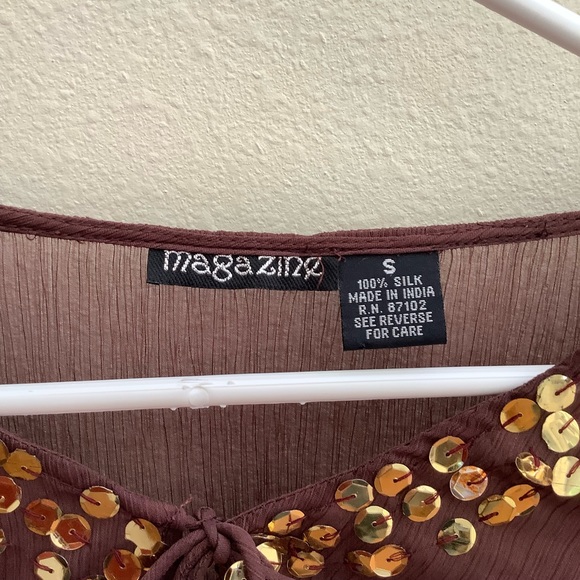 magazine
S
100% SILK
MADE IN INDIA
R.N. 87102
SEE REVERSE
FOR CARE